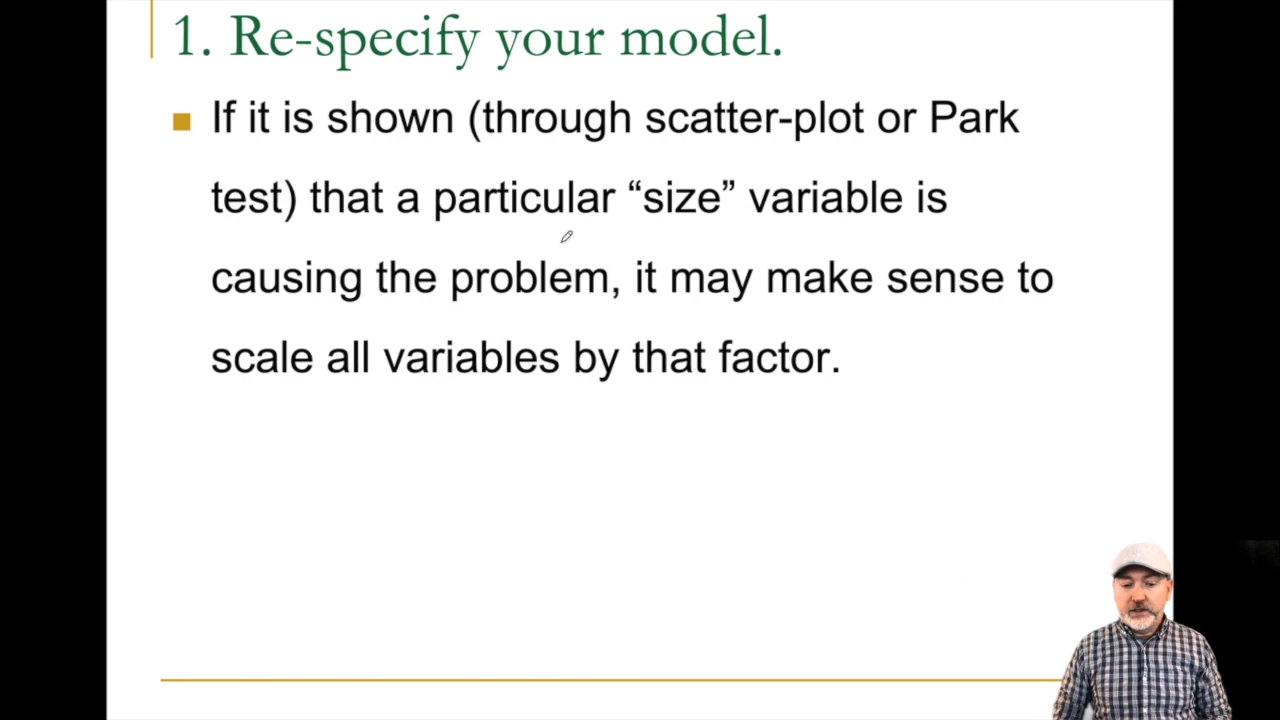 1. Re-specify your model.
If it is shown (through scatter-plot or Park
test) that a particular “size” variable is
causing the problem, it may make sense to
scale all variables by that factor.